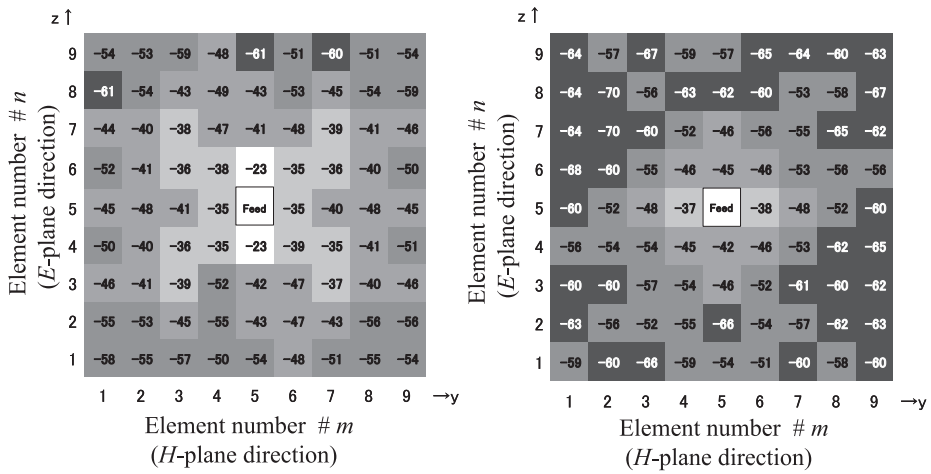 z ↑
9 -54 -53 -59 -48 -61 -51 -60 -51 -54
8 -61 -54 -43 -49 -43 -53 -45 -54 -59
7 -44 -40 -38 -47 -41 -48 -39 -41 -46
6 -52 -41 -36 -38 -23 -35 -36 -40 -50
5 -45 -48 -41 -35 Feed -35 -40 -48 -45
4 -50 -40 -36 -35 -23 -39 -35 -41 -51
3 -46 -41 -39 -52 -42 -47 -37 -40 -46
2 -55 -53 -45 -55 -43 -47 -43 -56 -56
1 -58 -55 -57 -50 -54 -48 -51 -55 -54
1 2 3 4 5 6 7 8 9 →y
Element number # m
(H-plane direction)
Element number # n
(E-plane direction)
z ↑
9 -64 -57 -67 -59 -57 -65 -64 -60 -63
8 -64 -70 -56 -63 -62 -60 -53 -58 -67
7 -64 -70 -60 -52 -46 -56 -55 -65 -62
6 -68 -60 -55 -46 -45 -46 -53 -56 -56
5 -60 -52 -48 -37 Feed -38 -48 -52 -60
4 -56 -54 -54 -45 -42 -46 -53 -62 -65
3 -60 -60 -57 -54 -46 -52 -61 -60 -62
2 -63 -56 -52 -55 -66 -54 -57 -62 -63
1 -59 -60 -66 -59 -54 -51 -60 -58 -60
1 2 3 4 5 6 7 8 9 →y
Element number # m
(H-plane direction)
Element number # n
(E-plane direction)